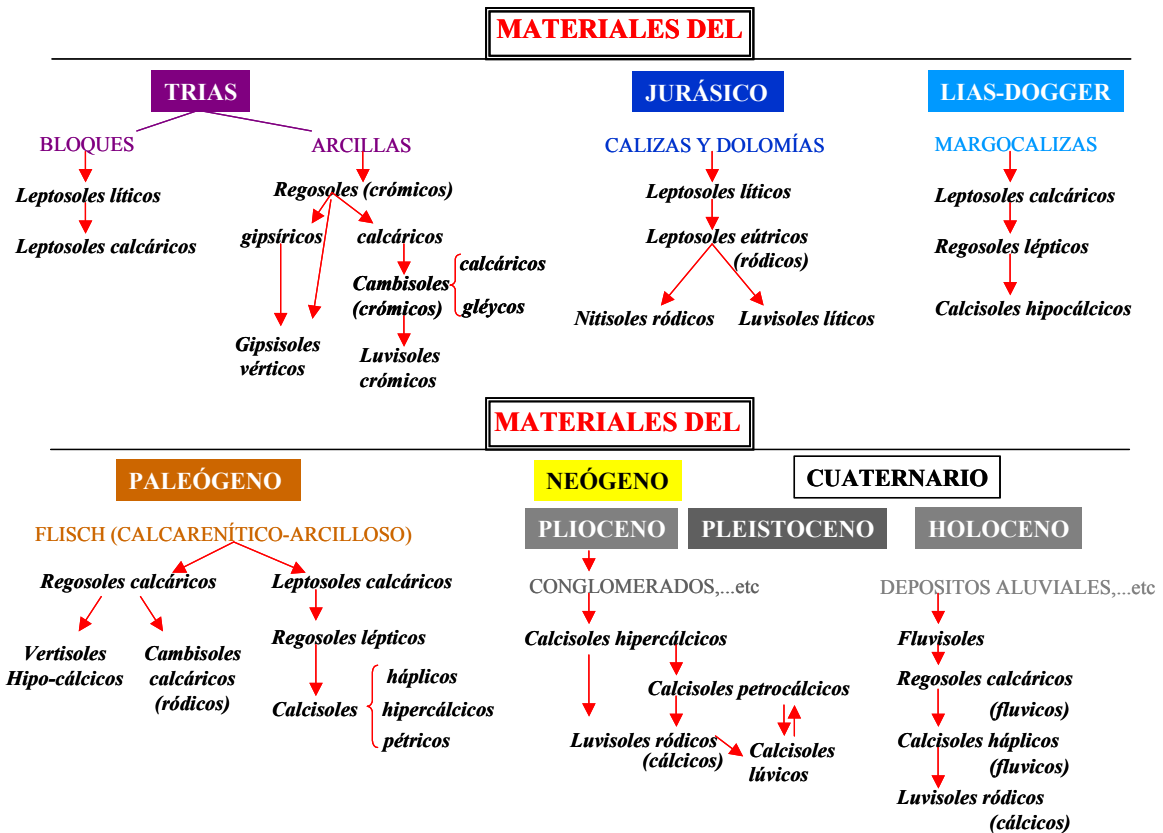 MATERIALES DEL
TRIAS
JURÁSICO
LIAS-DOGGER
BLOQUES
ARCILLAS
CALIZAS Y DOLOMÍAS
MARGOCALIZAS
Leptosoles líticos
Leptosoles calcáricos
Regosoles (crómicos)
gipsíricos
calcáricos
Cambisoles
(crómicos)
calcáricos
gléycos
Gipsisoles
vérticos
Luvisoles
crómicos
Leptosoles líticos
Leptosoles eútricos
(ródicos)
Nitisoles ródicos
Luvisoles líticos
Leptosoles calcáricos
Regosoles lépticos
Calcisoles hipocálcicos
MATERIALES DEL
PALEÓGENO
NEÓGENO
CUATERNARIO
PLIOCENO
PLEISTOCENO
HOLOCENO
FLISCH (CALCARENÍTICO-ARCILLOSO)
Regosoles calcáricos
Vertisoles
Hipo-cálcicos
Cambisoles
calcáricos
(ródicos)
Leptosoles calcáricos
Regosoles lépticos
Calcisoles
háplicos
hipercálcicos
pétricos
CONGLOMERADOS,...etc
Calcisoles hipercálcicos
Calcisoles petrocálcicos
Luvisoles ródicos
(cálcicos)
Calcisoles
lúvicos
DEPOSITOS ALUVIALES,...etc
Fluvisoles
Regosoles calcáricos
(fluvicos)
Calcisoles háplicos
(fluvicos)
Luvisoles ródicos
(cálcicos)